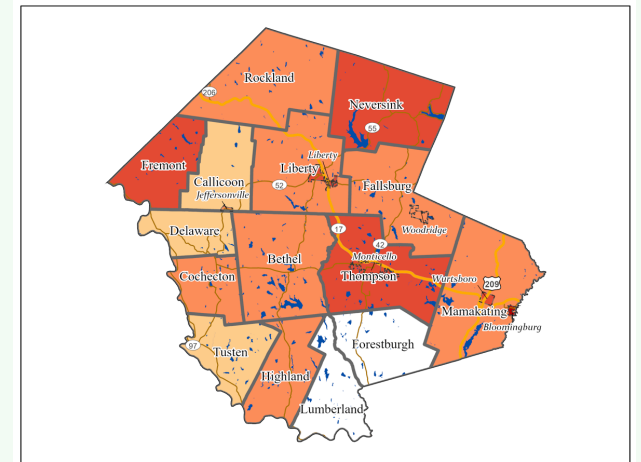 Rockland
206
Neversink
55
Liberty
Fremont
Liberty
Callicoon
52
Fallsburg
Jeffersonville
Delaware
17
Woodridge
42
Bethel
Monticello
Cochecton
Thompson
Wurtsboro
209
Mamakating
Bloomingburg
97
Tusten
Forestburgh
Highland
Lumberland